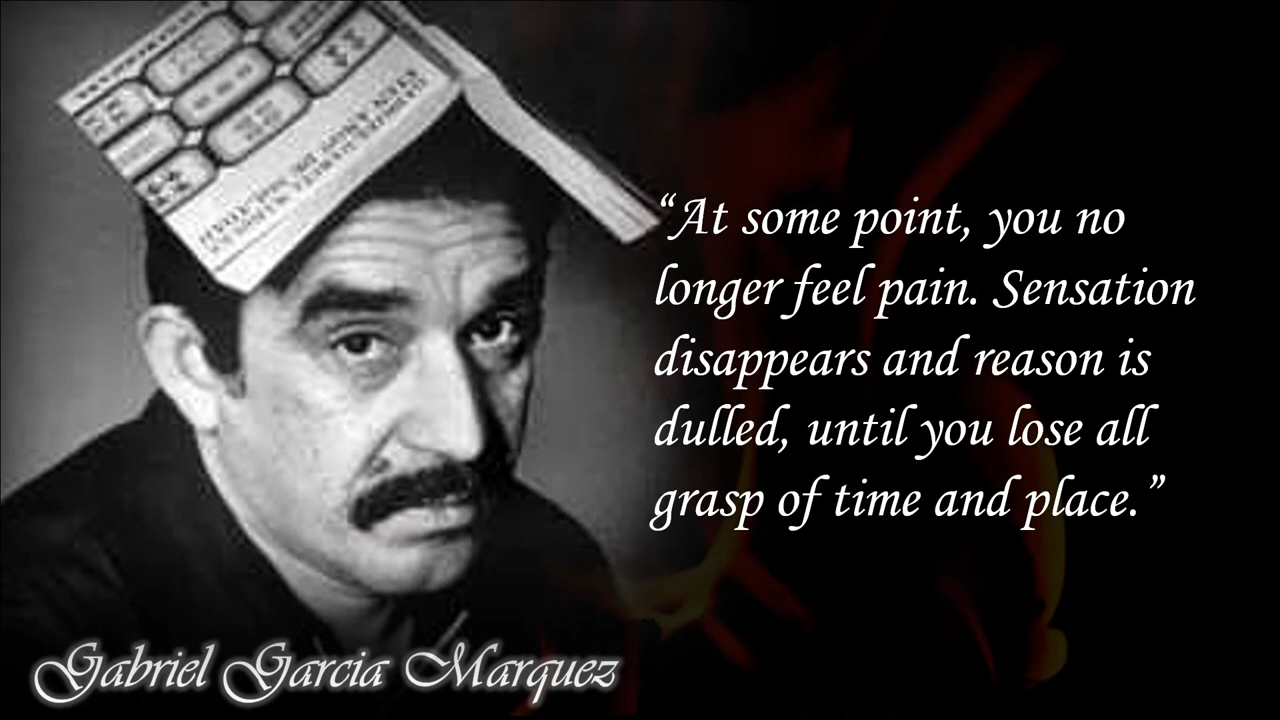 “At some point, you no
longer feel pain. Sensation
disappears and reason is
dulled, until you lose all
grasp of time and place.”
Gabriel Garcia Marquez